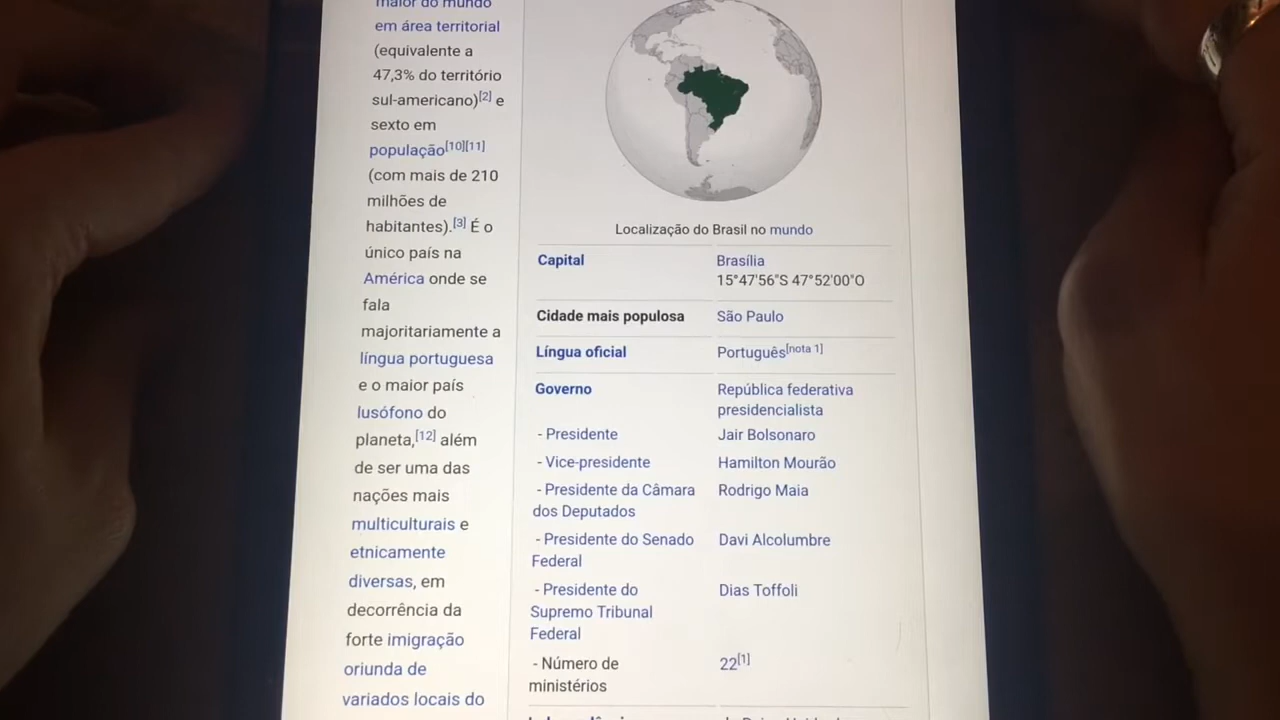 maior do mundo
em área territorial
(equivalente a
47,3% do território
sul-americano)[2] e
sexto em
população[10][11]
(com mais de 210
milhões de
habitantes).[3] É o
único país na
América onde se
fala
majoritariamente a
língua portuguesa
e o maior país
lusófono do
planeta,[12] além
de ser uma das
nações mais
multiculturais e
etnicamente
diversas, em
decorrência da
forte imigração
oriunda de
variados locais do
Localização do Brasil no mundo
Capital Brasília
15°47'56"S 47°52'00"O
Cidade mais populosa São Paulo
Língua oficial Português[nota 1]
Governo República federativa
presidencialista
- Presidente Jair Bolsonaro
- Vice-presidente Hamilton Mourão
- Presidente da Câmara Rodrigo Maia
dos Deputados
- Presidente do Senado Davi Alcolumbre
Federal
- Presidente do Dias Toffoli
Supremo Tribunal
Federal
- Número de 22[1]
ministérios